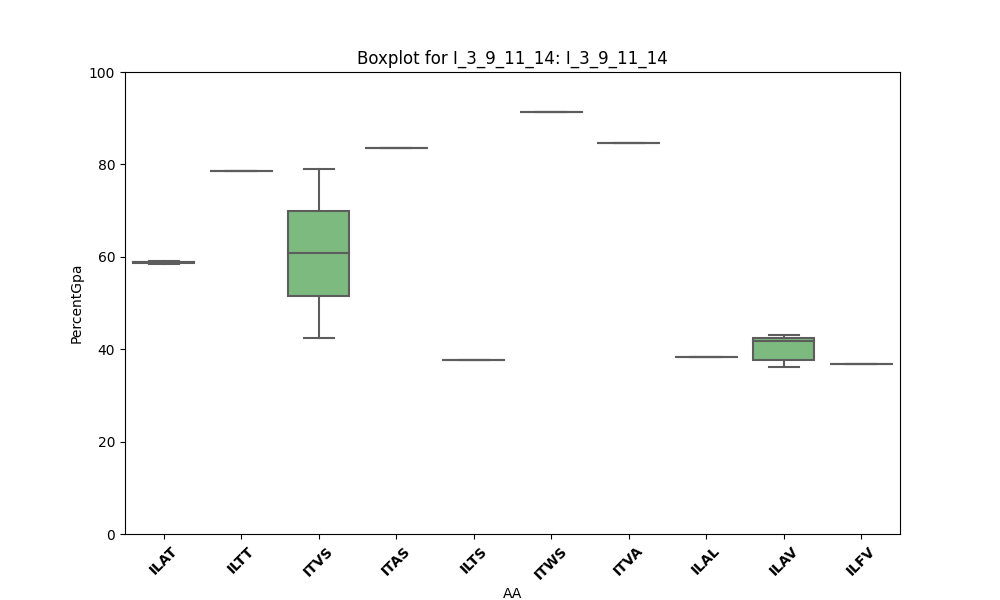 Boxplot for I_3_9_11_14: I_3_9_11_14
100
80
60
40
20
0
PercentGpa
ILAT
ILTT
ITVS
ITAS
ILTS
ITWS
ITVA
ILAL
ILAV
ILFV
AA